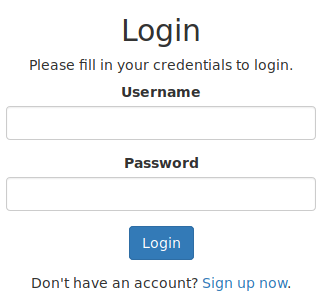 Login
Please fill in your credentials to login.
Username
Password
Login
Don't have an account? Sign up now.